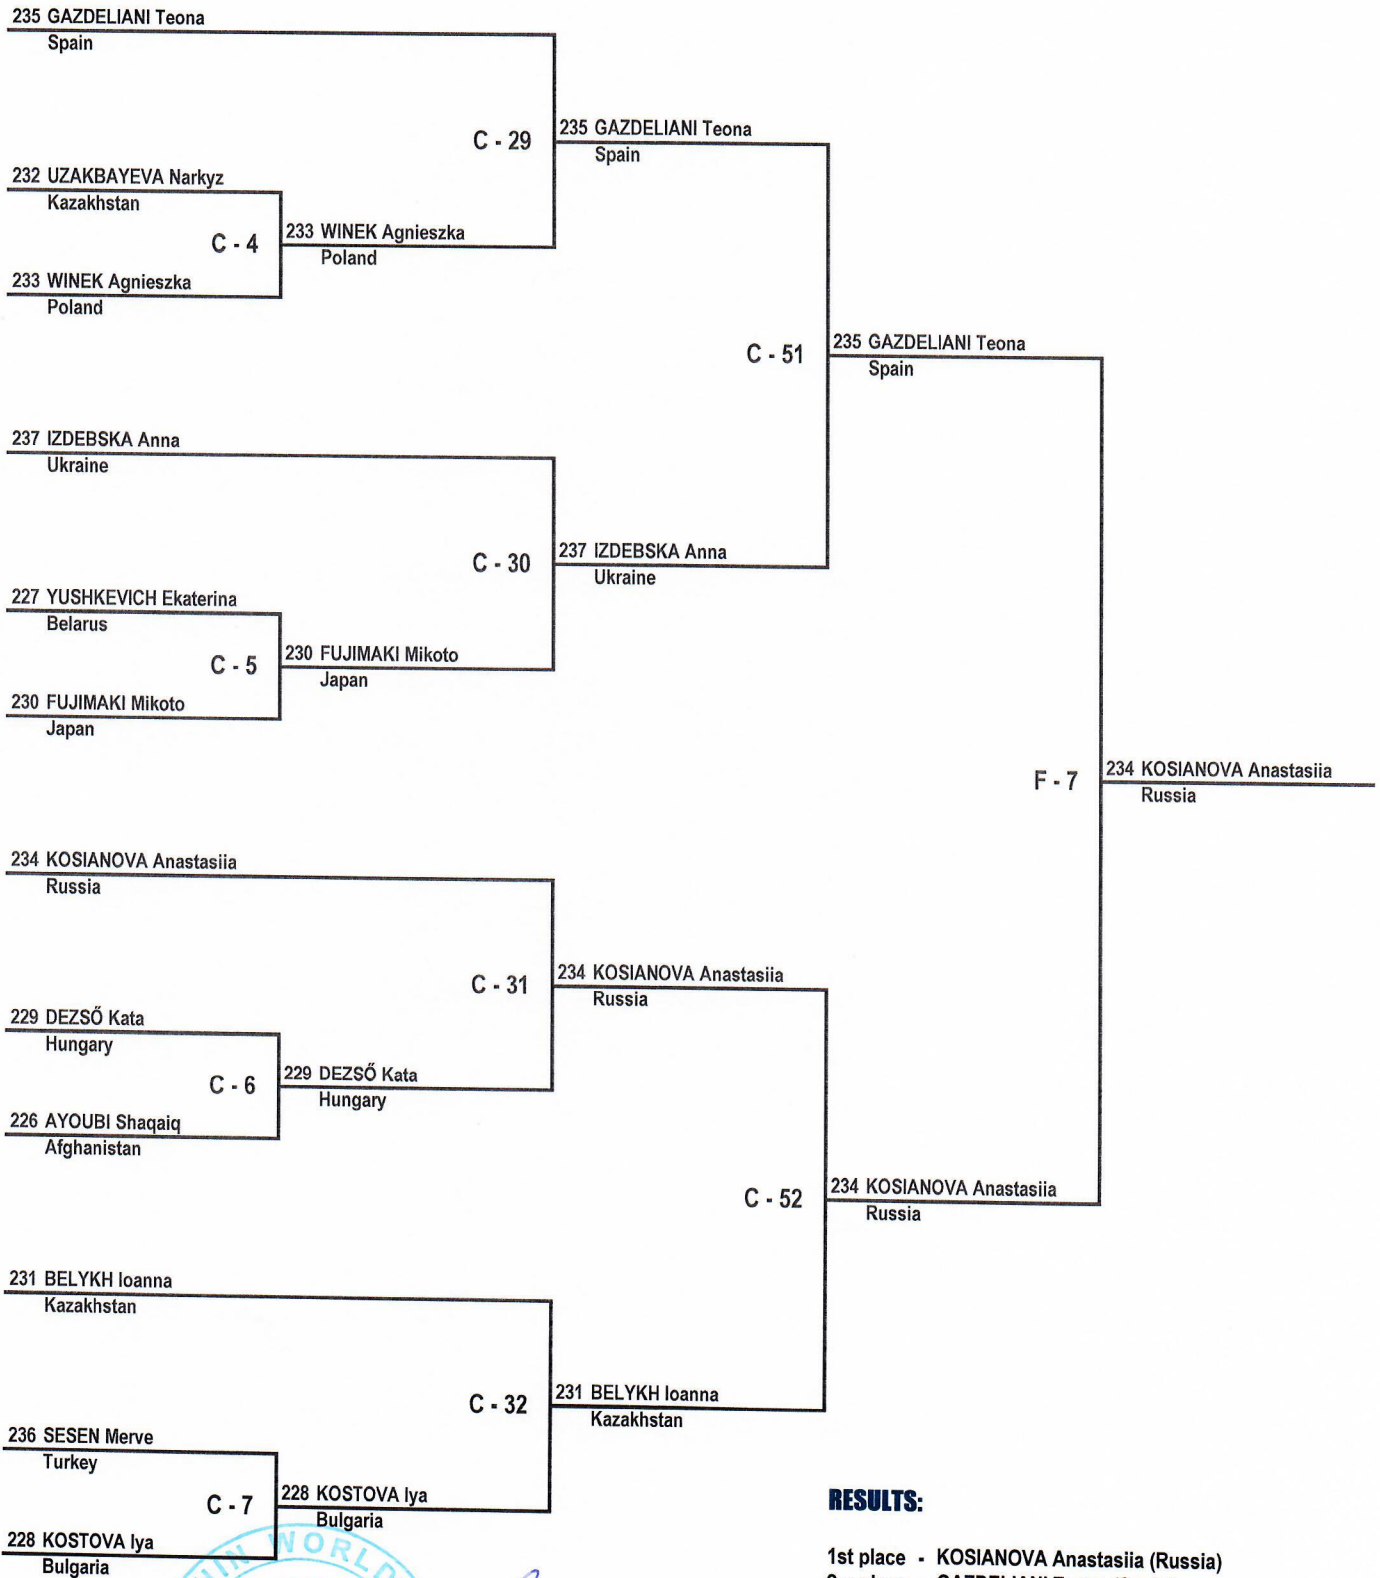 235 GAZDELIANI Teona
Spain
C - 29
235 GAZDELIANI Teona
Spain
232 UZAKBAYEVA Narkyz
Kazakhstan
C - 4
233 WINEK Agnieszka
Poland
233 WINEK Agnieszka
Poland
C - 51
235 GAZDELIANI Teona
Spain
237 IZDEBSKA Anna
Ukraine
C - 30
237 IZDEBSKA Anna
Ukraine
227 YUSHKEVICH Ekaterina
Belarus
C - 5
230 FUJIMAKI Mikoto
Japan
230 FUJIMAKI Mikoto
Japan
F - 7
234 KOSIANOVA Anastasiia
Russia
234 KOSIANOVA Anastasiia
Russia
C - 31
234 KOSIANOVA Anastasiia
Russia
229 DEZSŐ Kata
Hungary
C - 6
229 DEZSŐ Kata
Hungary
226 AYOUBI Shaqaiq
Afghanistan
C - 52
234 KOSIANOVA Anastasiia
Russia
231 BELYKH Ioanna
Kazakhstan
C - 32
231 BELYKH Ioanna
Kazakhstan
236 SESEN Merve
Turkey
C - 7
228 KOSTOVA Iya
Bulgaria
228 KOSTOVA Iya
Bulgaria
WORLD
RESULTS:
1st place - KOSIANOVA Anastasiia (Russia)